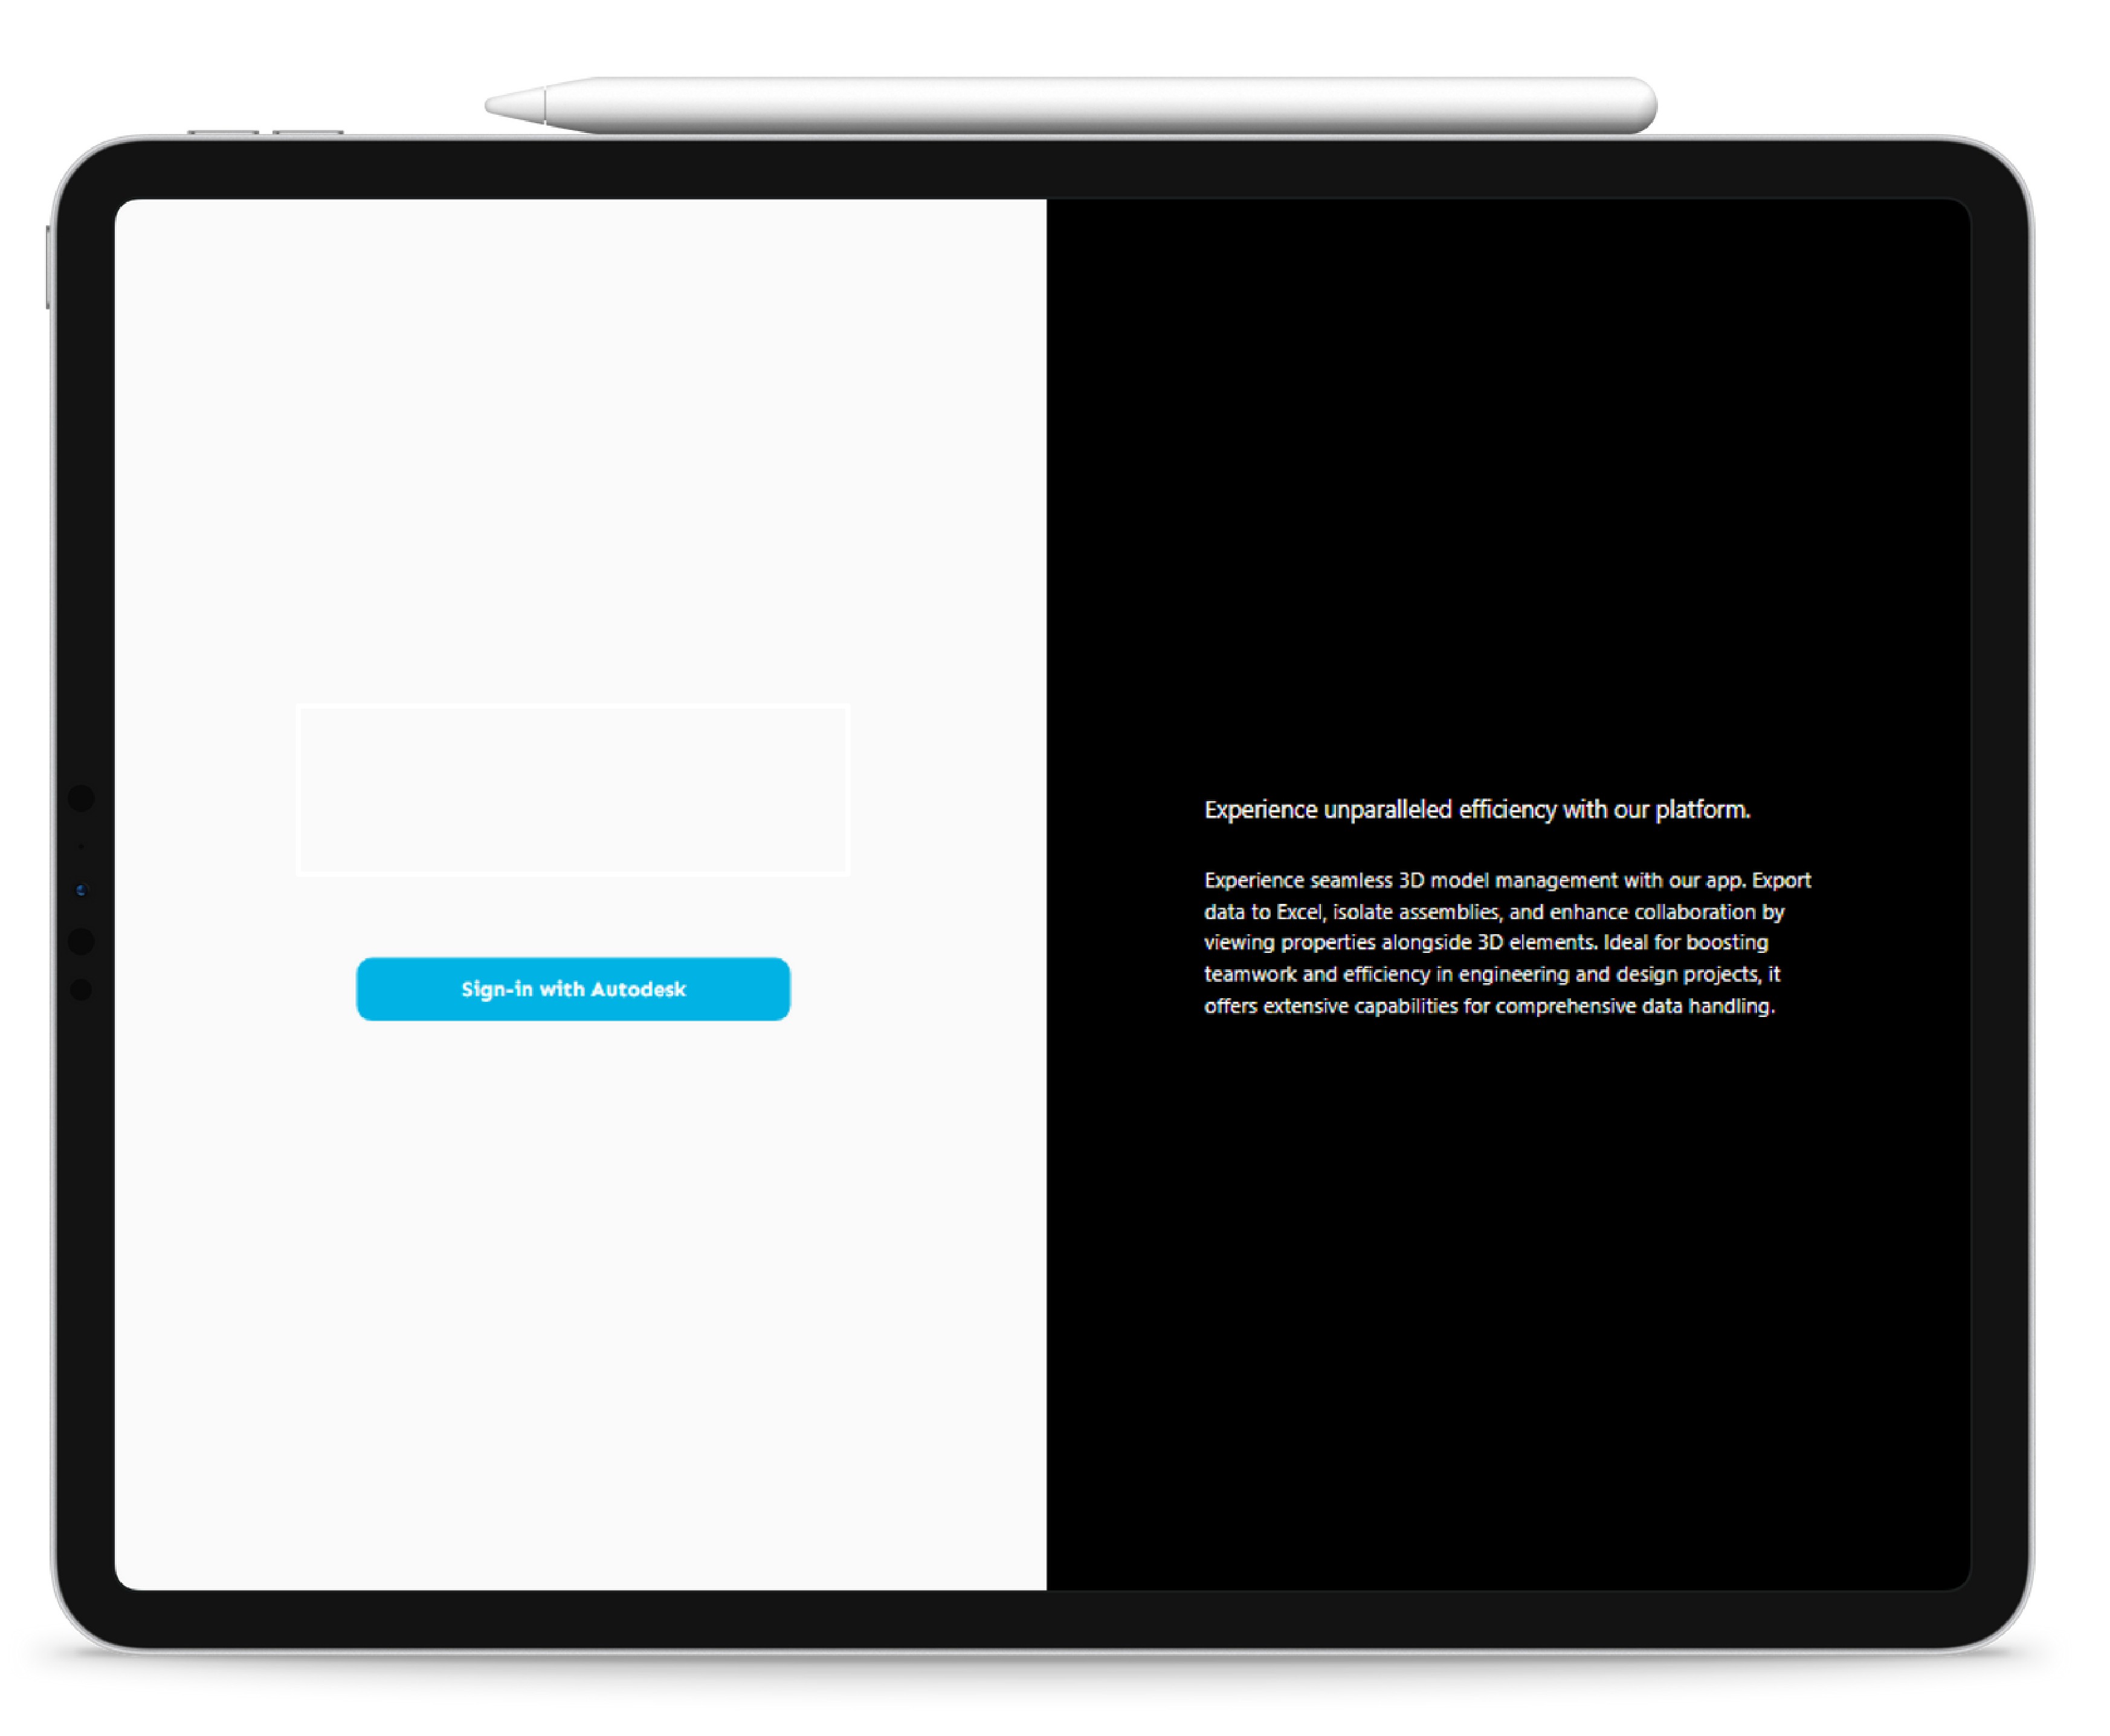 Sign-in with Autodesk
Experience unparalleled efficiency with our platform.
Experience seamless 3D model management with our app. Export
data to Excel, isolate assemblies, and enhance collaboration by
viewing properties alongside 3D elements. Ideal for boosting
teamwork and efficiency in engineering and design projects, it
offers extensive capabilities for comprehensive data handling.